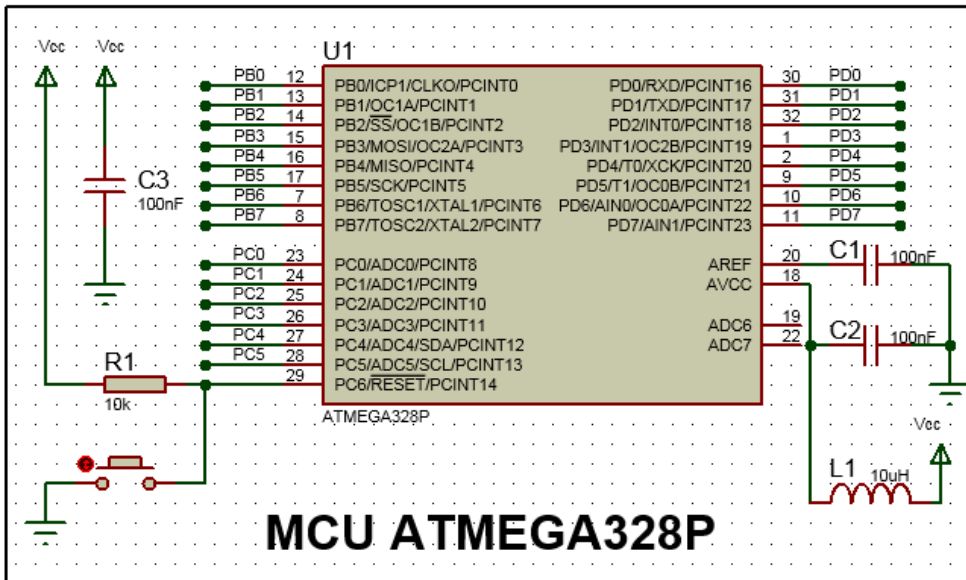 Vcc
Vcc
C3
100nF
R1
10k
U1
PB0 12 PB0/ICP1/CLKO/PCINT0
PB1 13 PB1/OC1A/PCINT1
PB2 14 PB2/SS/OC1B/PCINT2
PB3 15 PB3/MOSI/OC2A/PCINT3
PB4 16 PB4/MISO/PCINT4
PB5 17 PB5/SCK/PCINT5
PB6 7 PB6/TOSC1/XTAL1/PCINT6
PB7 8 PB7/TOSC2/XTAL2/PCINT7
PC0 23 PC0/ADC0/PCINT8
PC1 24 PC1/ADC1/PCINT9
PC2 25 PC2/ADC2/PCINT10
PC3 26 PC3/ADC3/PCINT11
PC4 27 PC4/ADC4/SDA/PCINT12
PC5 28 PC5/ADC5/SCL/PCINT13
29 PC6/RESET/PCINT14
ATMEGA328P
PD0/RXD/PCINT16 30 PD0
PD1/TXD/PCINT17 31 PD1
PD2/INT0/PCINT18 32 PD2
PD3/INT1/OC2B/PCINT19 1 PD3
PD4/T0/XCK/PCINT20 2 PD4
PD5/T1/OC0B/PCINT21 9 PD5
PD6/AIN0/OC0A/PCINT22 10 PD6
PD7/AIN1/PCINT23 11 PD7
AREF 20
AVCC 18
ADC6 19
ADC7 22
C1
100nF
C2
100nF
Vcc
L1
10uH
MCU ATMEGA328P